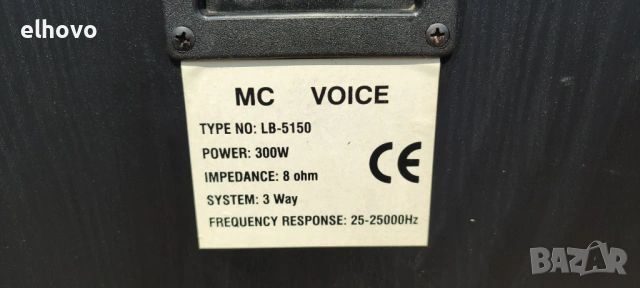 elhovo
MC VOICE
TYPE NO: LB-5150
POWER: 300W
IMPEDANCE: 8 ohm
SYSTEM: 3 Way
FREQUENCY RESPONSE: 25-25000Hz
CE
BAZAR